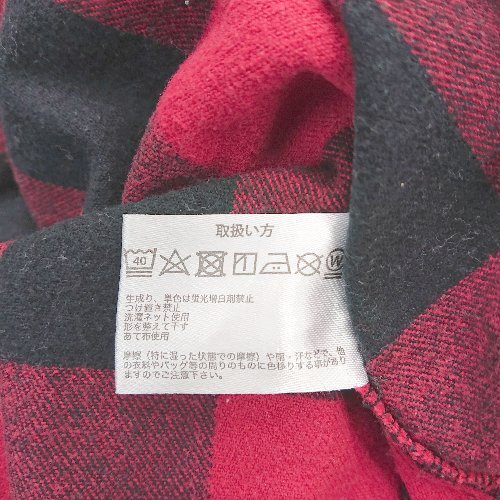 取扱い方
40 W
生成り、単色は蛍光増白剤禁止
つけ置き禁止
洗濯ネット使用
形を整えて干す
あて布使用
摩擦(特に湿った状態での摩擦)や雨・汗などで、他
の衣料やバッグ等の周りのものに色移りする事が有り
ますのでご注意下さい。